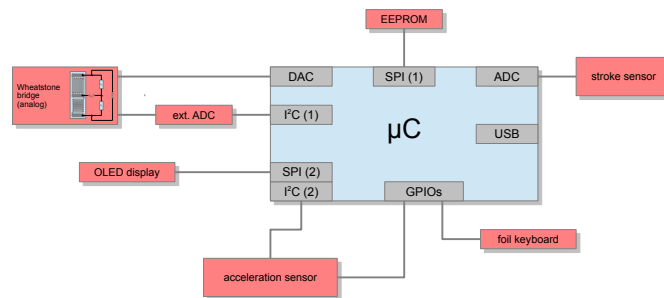 EEPROM
Wheatstone
bridge
(analog)
DAC
SPI (1)
ADC
stroke sensor
ext. ADC
I²C (1)
µC
USB
OLED display
SPI (2)
I²C (2)
GPIOs
foil keyboard
acceleration sensor